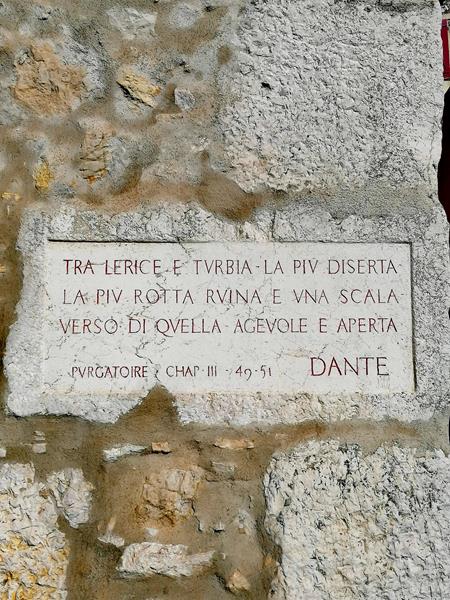 TRA LERICE·E TVRBIA·LA PIV DISERTA
LA PIV ROTTA RVINA E VNA SCALA·
VERSO·DI QVELLA·AGEVOLE E APERTA
PVRGATOIRE·CHAP·III·49·51 DANTE